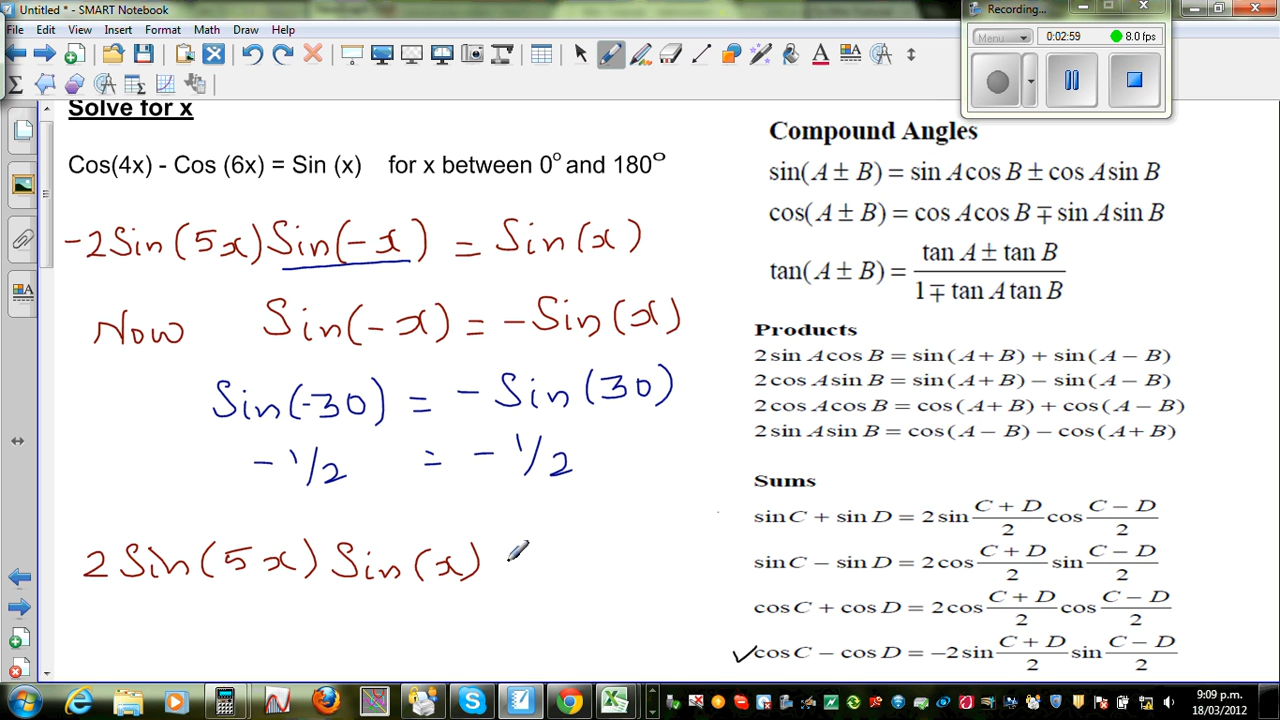 Untitled * - SMART Notebook
Recording...
File Edit View Insert Format Math Draw Help
Menu 0:02:59 8.0 fps
Solve for x
Cos(4x) - Cos (6x) = Sin (x) for x between 0° and 180°
-2Sin(5x)Sin(-x) = Sin(x)
Now Sin(-x) = -Sin(x)
Sin(-30) = -Sin(30)
-1/2 = -1/2
2Sin(5x)Sin(x)
Compound Angles
sin(A ± B) = sin A cos B ± cos A sin B
cos(A ± B) = cos A cos B ∓ sin A sin B
tan(A ± B) = (tan A ± tan B) / (1 ∓ tan A tan B)
Products
2 sin A cos B = sin(A + B) + sin(A − B)
2 cos A sin B = sin(A + B) − sin(A − B)
2 cos A cos B = cos(A + B) + cos(A − B)
2 sin A sin B = cos(A − B) − cos(A + B)
Sums
sin C + sin D = 2 sin (C + D)/2 cos (C − D)/2
sin C − sin D = 2 cos (C + D)/2 sin (C − D)/2
cos C + cos D = 2 cos (C + D)/2 cos (C − D)/2
✓cos C − cos D = −2 sin (C + D)/2 sin (C − D)/2
9:09 p.m.
18/03/2012